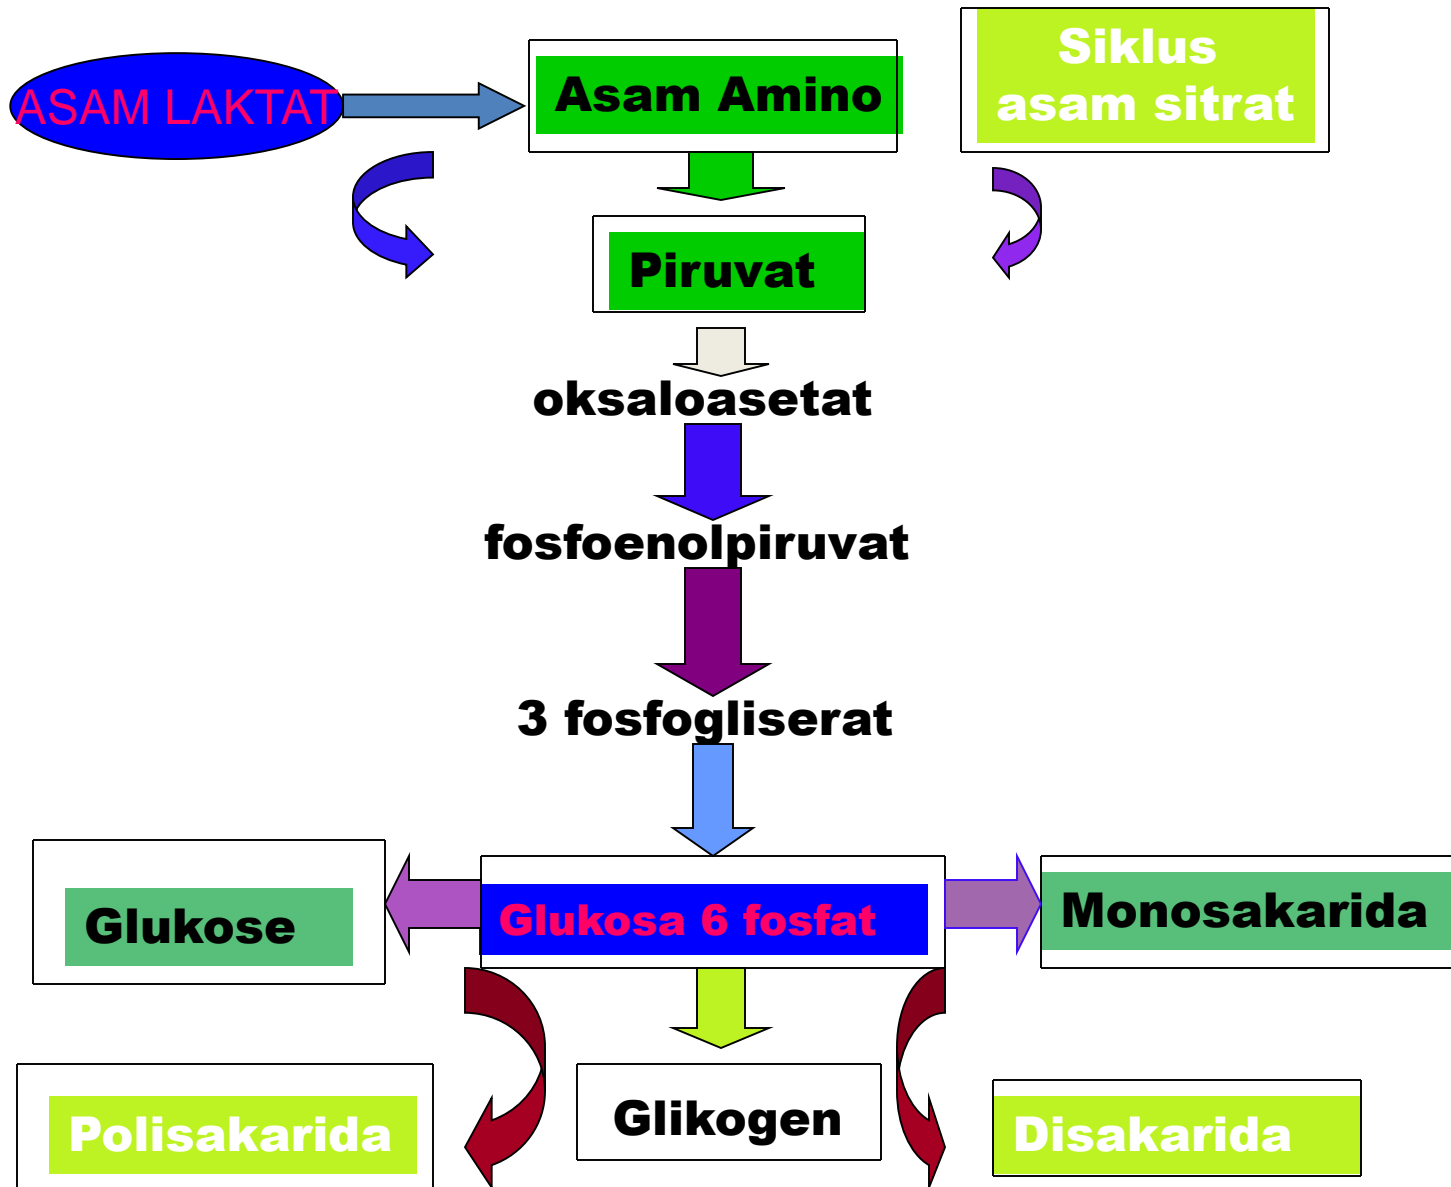 ASAM LAKTAT
Asam Amino
Siklus
asam sitrat
Piruvat
oksaloasetat
fosfoenolpiruvat
3 fosfogliserat
Glukose
Glukosa 6 fosfat
Monosakarida
Polisakarida
Glikogen
Disakarida